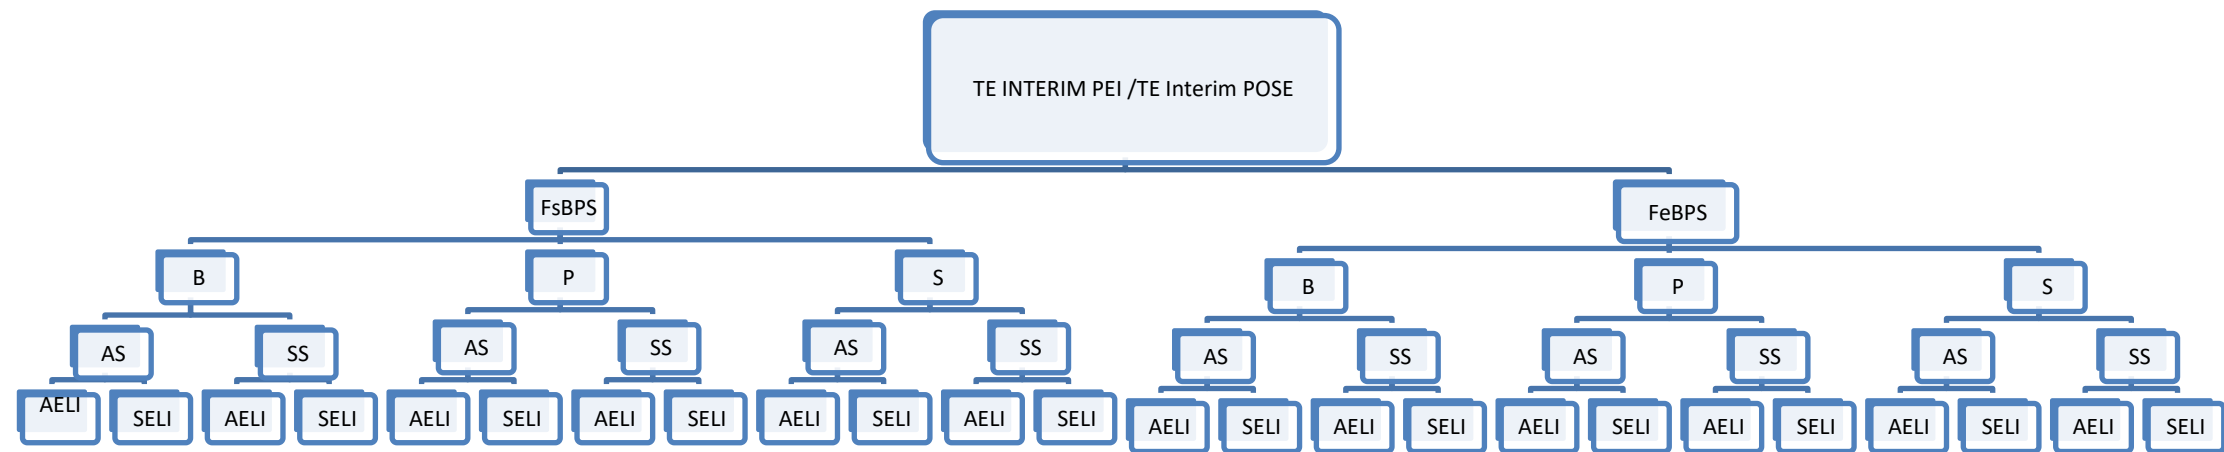 TE INTERIM PEI /TE Interim POSE
FsBPS
FeBPS
B
P
S
B
P
S
AS
SS
AS
SS
AS
SS
AS
SS
AS
SS
AS
SS
AELI
SELI
AELI
SELI
AELI
SELI
AELI
SELI
AELI
SELI
AELI
SELI
AELI
SELI
AELI
SELI
AELI
SELI
AELI
SELI
AELI
SELI
AELI
SELI